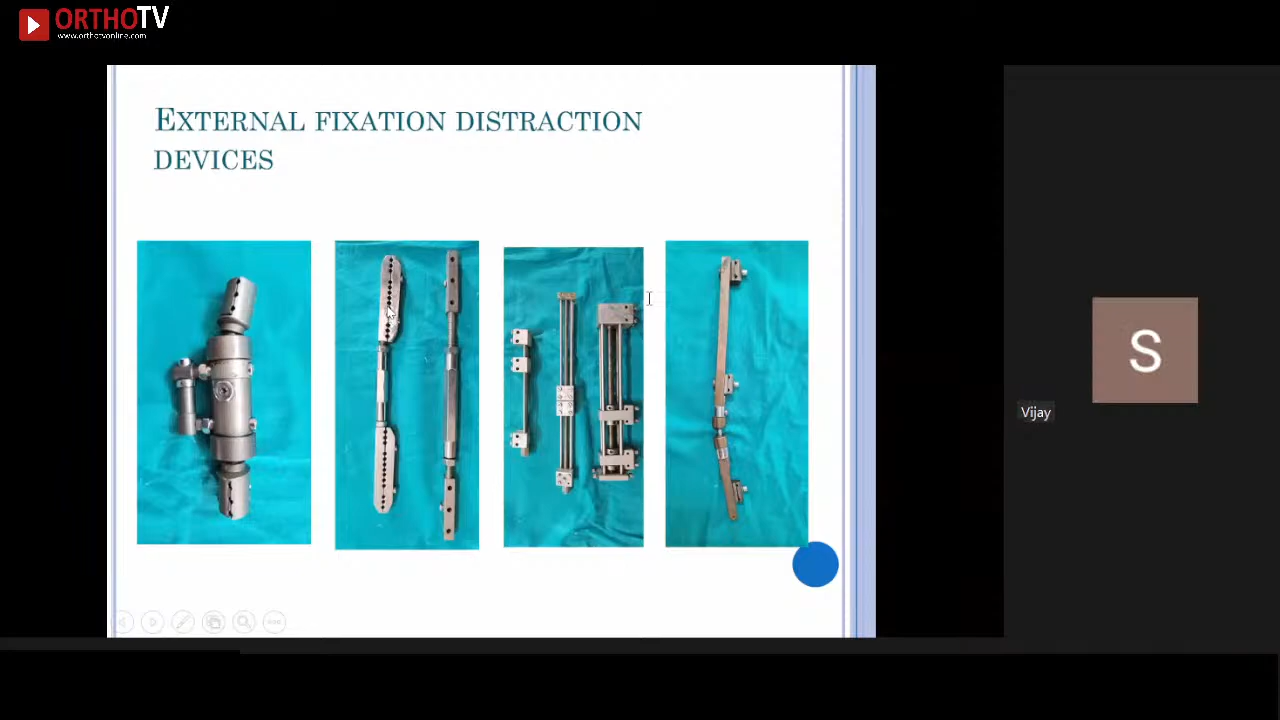 ORTHOTV
www.orthotvonline.com
EXTERNAL FIXATION DISTRACTION
DEVICES
S
Vijay